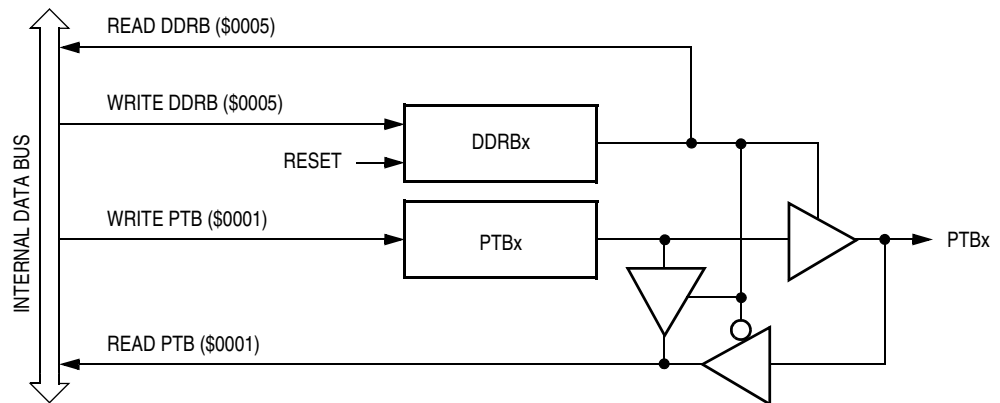 READ DDRB ($0005)
WRITE DDRB ($0005)
DDRBx
RESET
WRITE PTB ($0001)
PTBx
PTBx
READ PTB ($0001)
INTERNAL DATA BUS